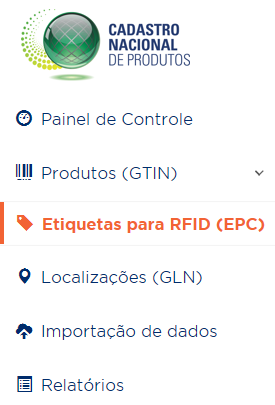 CADASTRO
NACIONAL
DE PRODUTOS
Painel de Controle
Produtos (GTIN)
Etiquetas para RFID (EPC)
Localizações (GLN)
Importação de dados
Relatórios